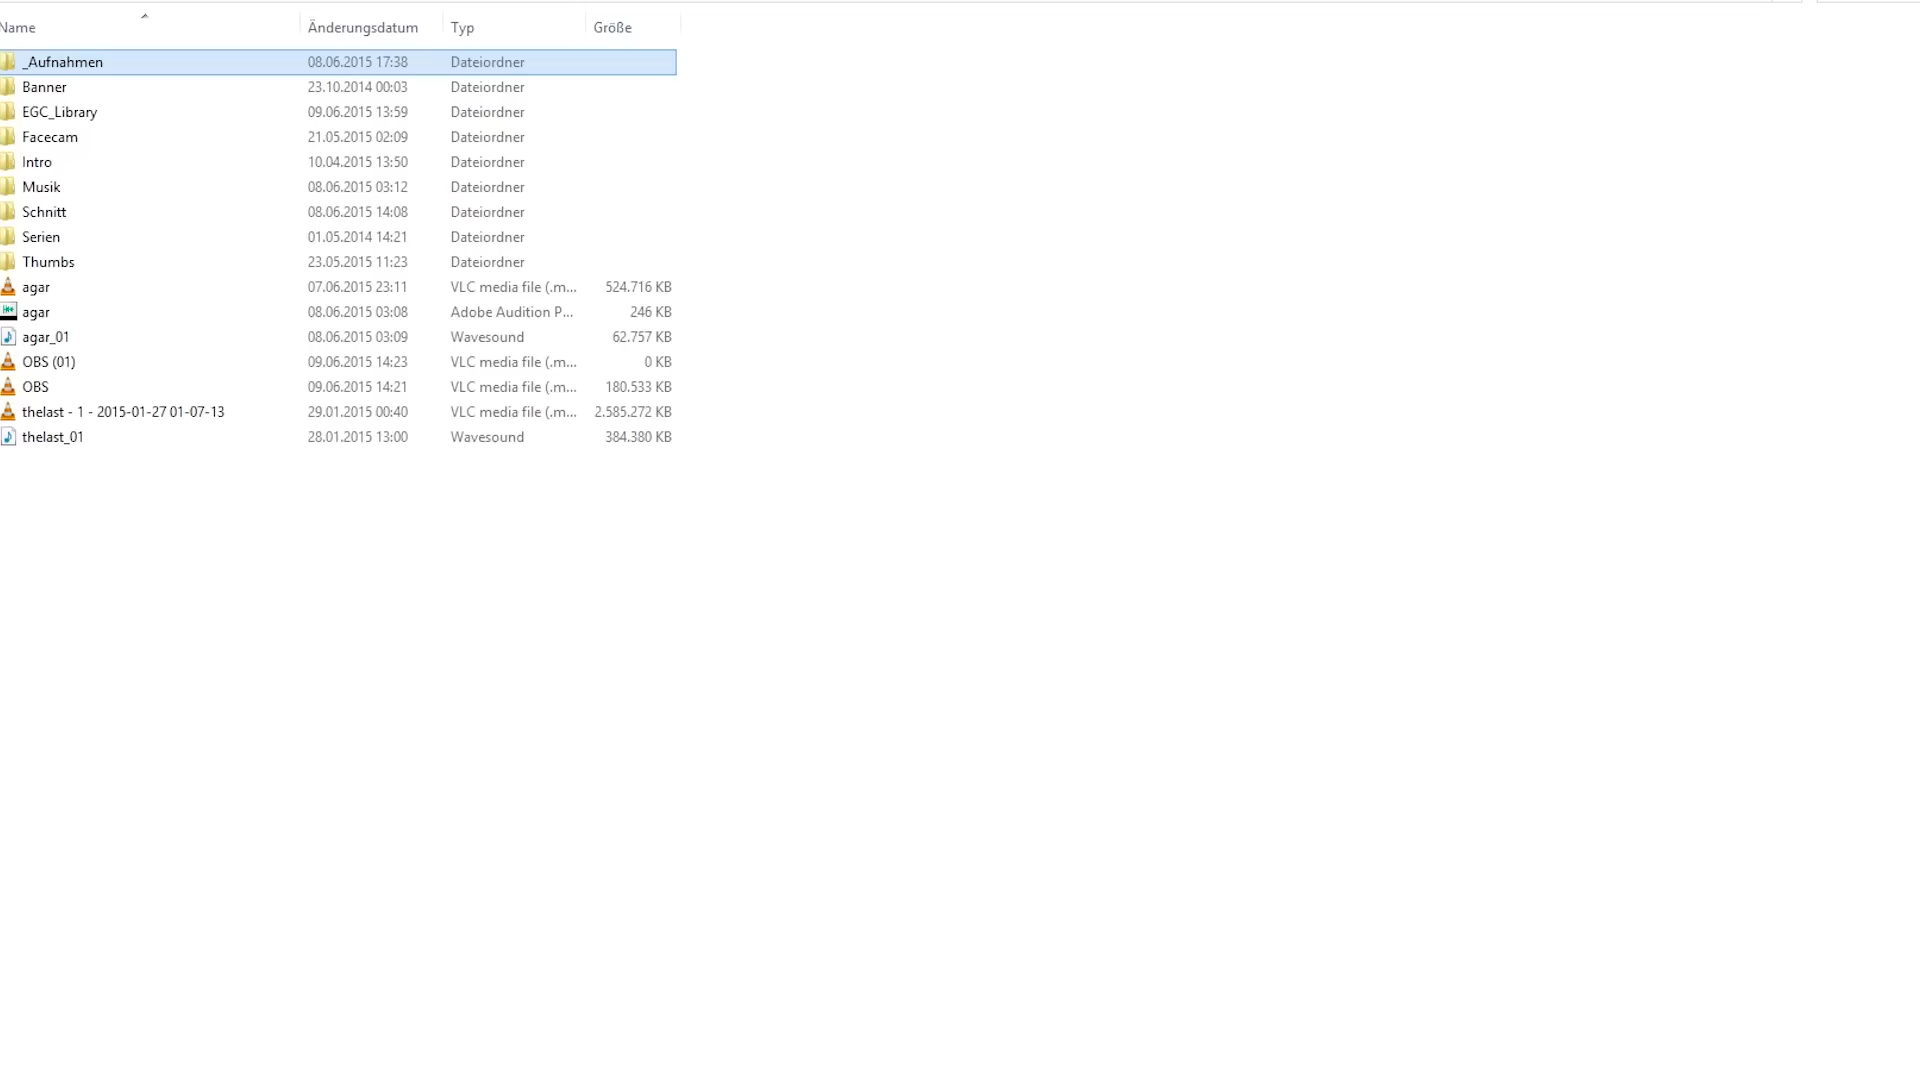 Name Änderungsdatum Typ Größe
_Aufnahmen 08.06.2015 17:38 Dateiordner
Banner 23.10.2014 00:03 Dateiordner
EGC_Library 09.06.2015 13:59 Dateiordner
Facecam 21.05.2015 02:09 Dateiordner
Intro 10.04.2015 13:50 Dateiordner
Musik 08.06.2015 03:12 Dateiordner
Schnitt 08.06.2015 14:08 Dateiordner
Serien 01.05.2014 14:21 Dateiordner
Thumbs 23.05.2015 11:23 Dateiordner
agar 07.06.2015 23:11 VLC media file (.m... 524.716 KB
agar 08.06.2015 03:08 Adobe Audition P... 246 KB
agar_01 08.06.2015 03:09 Wavesound 62.757 KB
OBS (01) 09.06.2015 14:23 VLC media file (.m... 0 KB
OBS 09.06.2015 14:21 VLC media file (.m... 180.533 KB
thelast - 1 - 2015-01-27 01-07-13 29.01.2015 00:40 VLC media file (.m... 2.585.272 KB
thelast_01 28.01.2015 13:00 Wavesound 384.380 KB